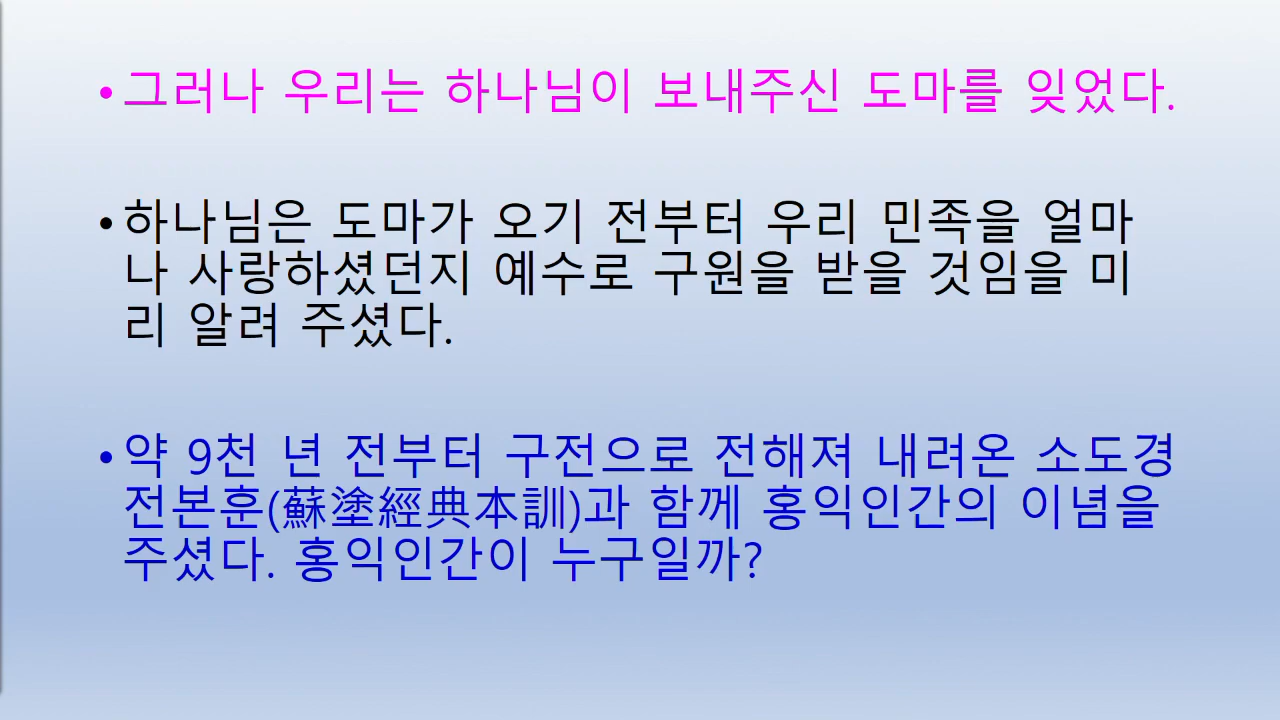 • 그러나 우리는 하나님이 보내주신 도마를 잊었다.
• 하나님은 도마가 오기 전부터 우리 민족을 얼마
나 사랑하셨던지 예수로 구원을 받을 것임을 미
리 알려 주셨다.
• 약 9천 년 전부터 구전으로 전해져 내려온 소도경
전본훈(蘇塗經典本訓)과 함께 홍익인간의 이념을
주셨다. 홍익인간이 누구일까?